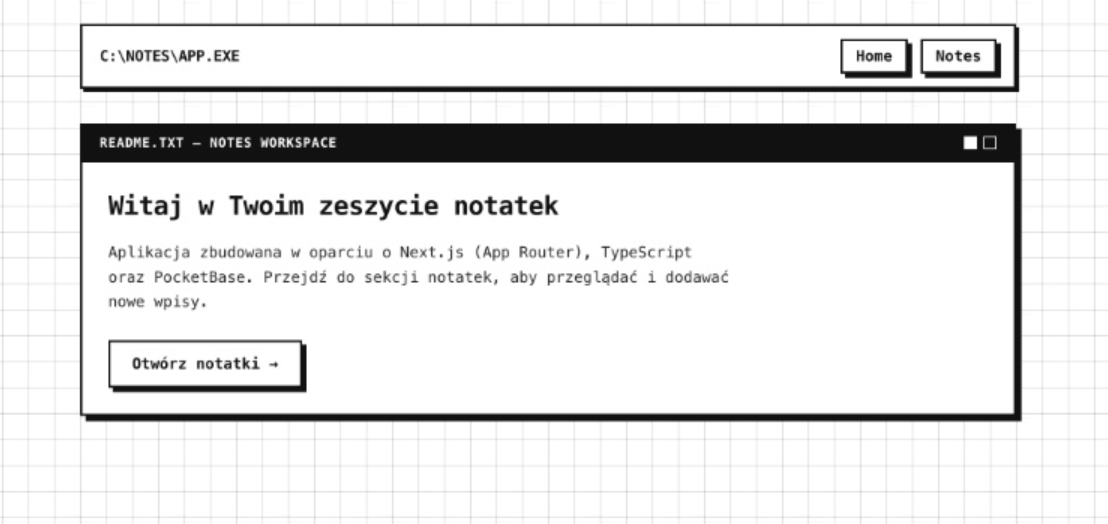 C:\NOTES\APP.EXE
Home
Notes
README.TXT — NOTES WORKSPACE
Witaj w Twoim zeszycie notatek
Aplikacja zbudowana w oparciu o Next.js (App Router), TypeScript
oraz PocketBase. Przejdź do sekcji notatek, aby przeglądać i dodawać
nowe wpisy.
Otwórz notatki →